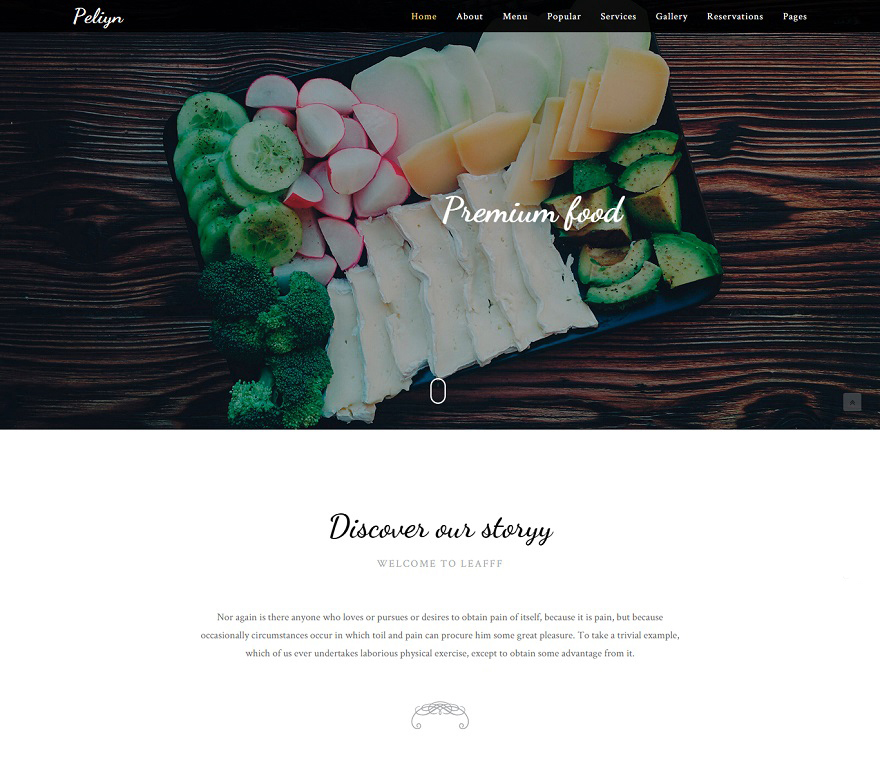 Peliyn
Home About Menu Popular Services Gallery Reservations Pages
Premium food
Discover our storyy
WELCOME TO LEAFFF
Nor again is there anyone who loves or pursues or desires to obtain pain of itself, because it is pain, but because
occasionally circumstances occur in which toil and pain can procure him some great pleasure. To take a trivial example,
which of us ever undertakes laborious physical exercise, except to obtain some advantage from it.